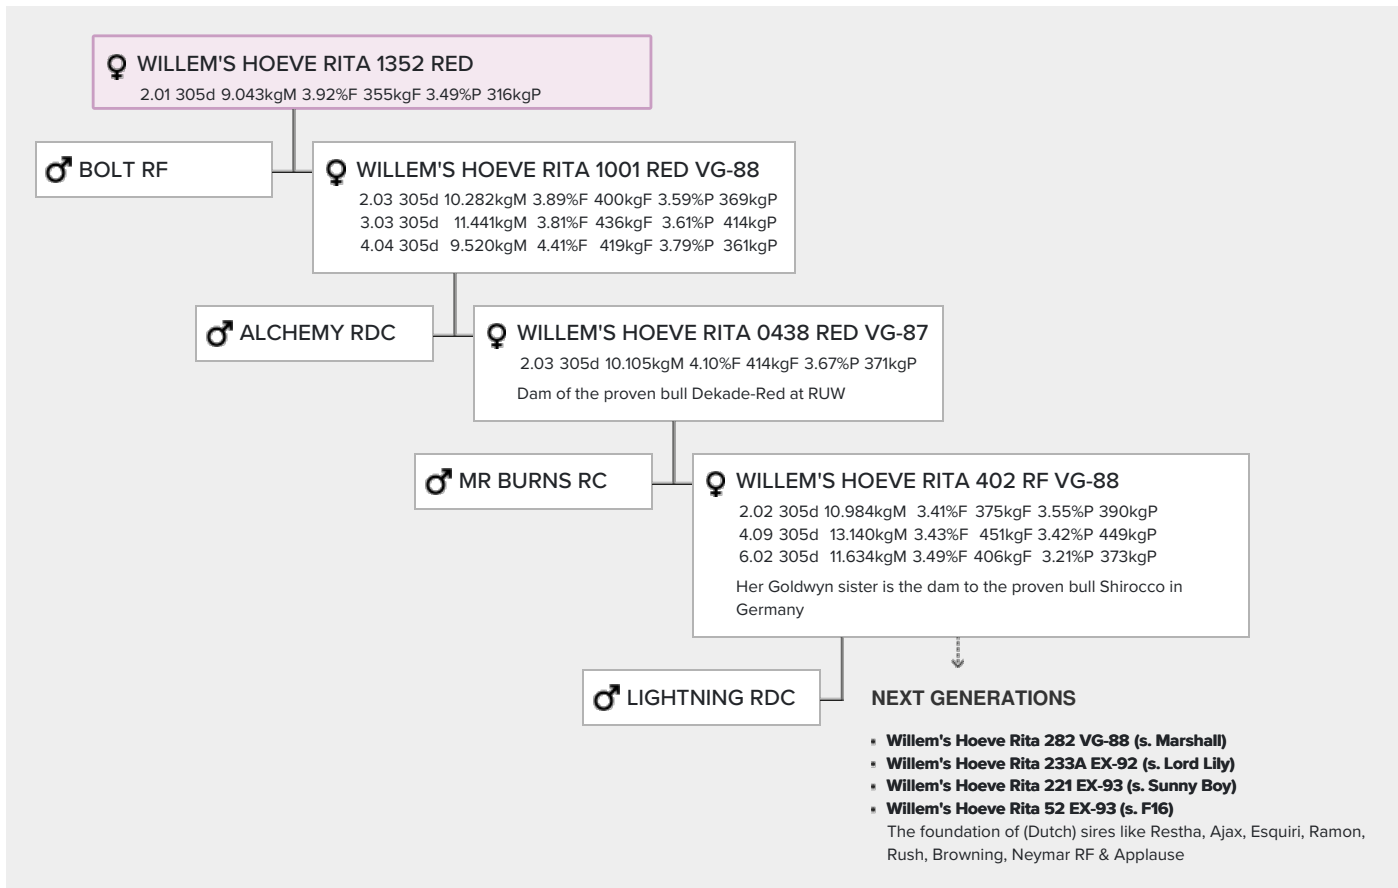 WILLEM'S HOEVE RITA 1352 RED
2.01 305d 9.043kgM 3.92%F 355kgF 3.49%P 316kgP
BOLT RF
WILLEM'S HOEVE RITA 1001 RED VG-88
2.03 305d 10.282kgM 3.89%F 400kgF 3.59%P 369kgP
3.03 305d 11.441kgM 3.81%F 436kgF 3.61%P 414kgP
4.04 305d 9.520kgM 4.41%F 419kgF 3.79%P 361kgP
ALCHEMY RDC
WILLEM'S HOEVE RITA 0438 RED VG-87
2.03 305d 10.105kgM 4.10%F 414kgF 3.67%P 371kgP
Dam of the proven bull Dekade-Red at RUW
MR BURNS RC
WILLEM'S HOEVE RITA 402 RF VG-88
2.02 305d 10.984kgM 3.41%F 375kgF 3.55%P 390kgP
4.09 305d 13.140kgM 3.43%F 451kgF 3.42%P 449kgP
6.02 305d 11.634kgM 3.49%F 406kgF 3.21%P 373kgP
Her Goldwyn sister is the dam to the proven bull Shirocco in
Germany
LIGHTNING RDC
NEXT GENERATIONS
▪ Willem's Hoeve Rita 282 VG-88 (s. Marshall)
▪ Willem's Hoeve Rita 233A EX-92 (s. Lord Lily)
▪ Willem's Hoeve Rita 221 EX-93 (s. Sunny Boy)
▪ Willem's Hoeve Rita 52 EX-93 (s. F16)
The foundation of (Dutch) sires like Restha, Ajax, Esquiri, Ramon,
Rush, Browning, Neymar RF & Applause